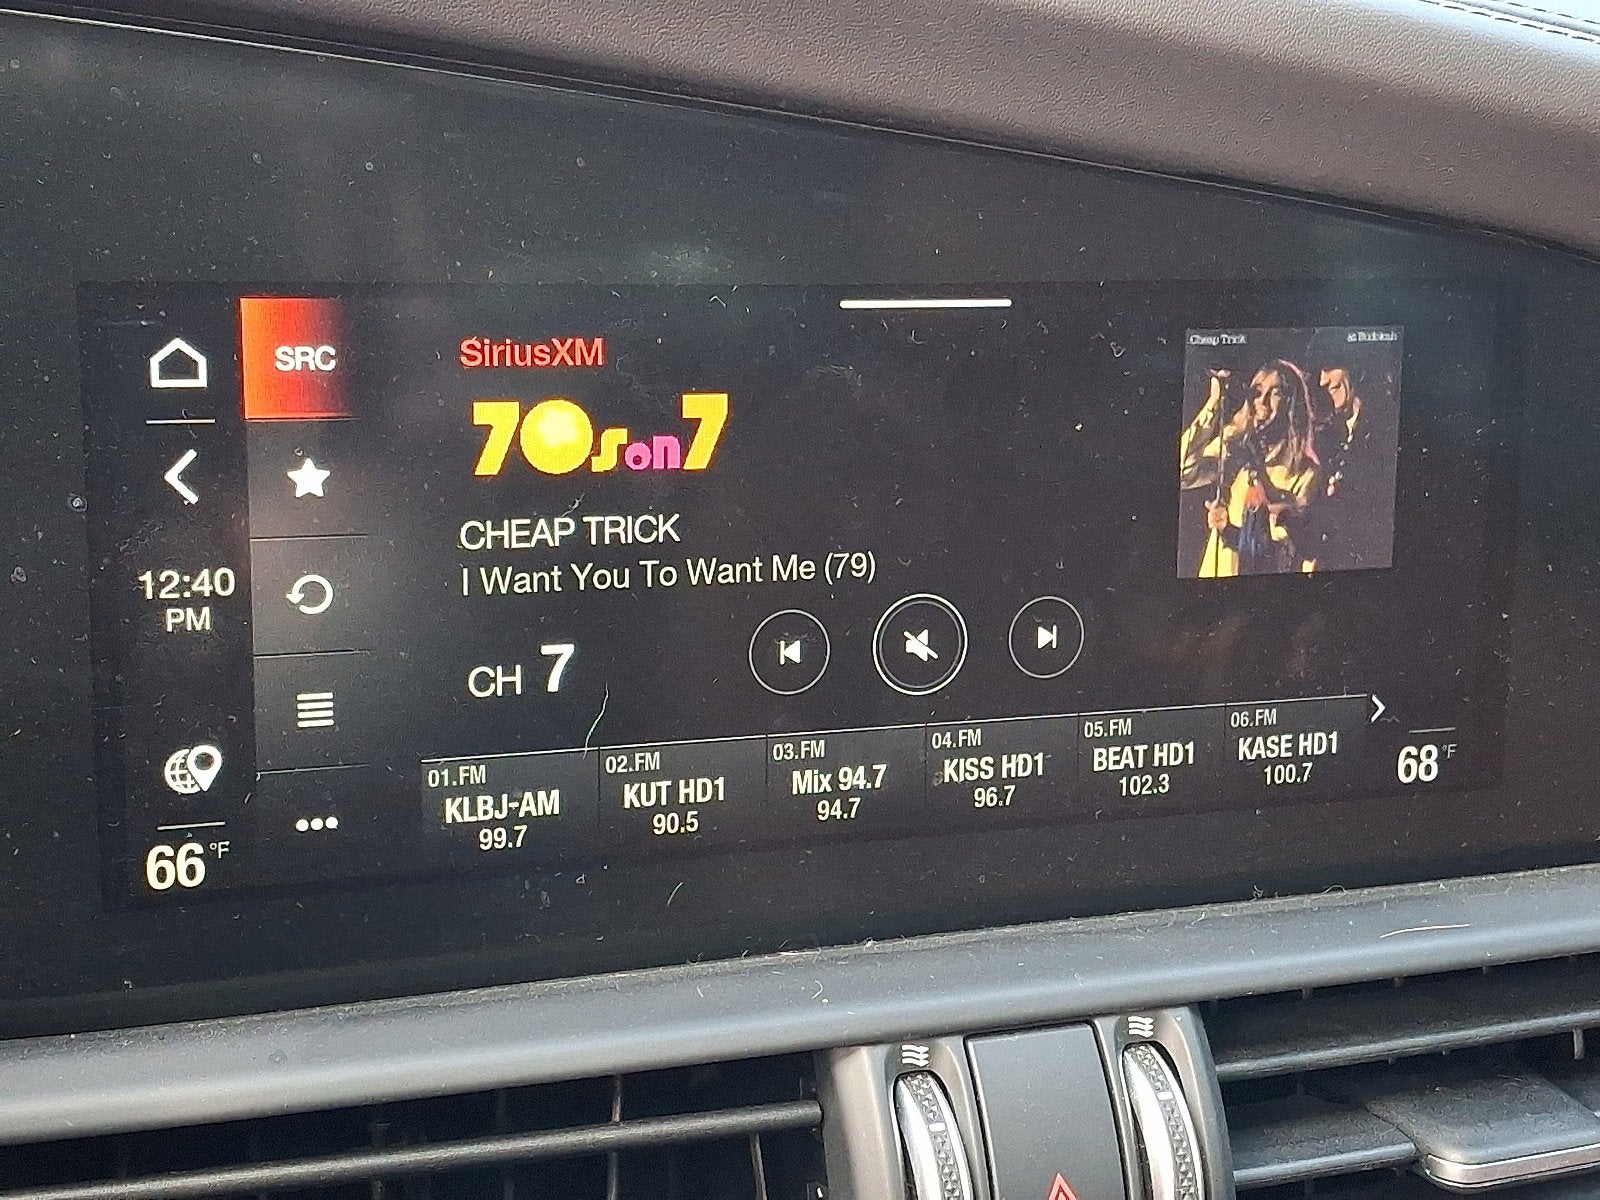 SRC
SiriusXM
70s on 7
Cheap Trick
at Budokan
CHEAP TRICK
I Want You To Want Me (79)
12:40
PM
CH 7
01.FM
KLBJ-AM
99.7
02.FM
KUT HD1
90.5
03.FM
Mix 94.7
94.7
04.FM
KISS HD1
96.7
05.FM
BEAT HD1
102.3
06.FM
KASE HD1
100.7
66 °F
68 °F